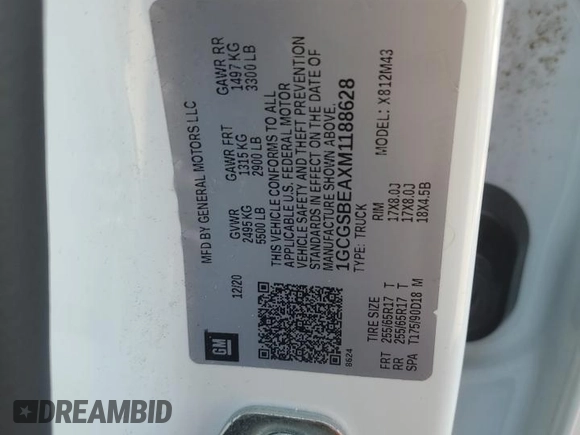 MFD BY GENERAL MOTORS LLC
12/20
GVWR
2495 KG
5500 LB
GAWR FRT
1315 KG
2900 LB
GAWR RR
1497 KG
3300 LB
THIS VEHICLE CONFORMS TO ALL
APPLICABLE U.S. FEDERAL MOTOR
VEHICLE SAFETY AND THEFT PREVENTION
STANDARDS IN EFFECT ON THE DATE OF
MANUFACTURE SHOWN ABOVE.
1GCGSBEAXM1188628
TYPE: TRUCK
MODEL: X812M43
GM
8624
TIRE SIZE
RIM
FRT 255/65R17 T 17X8.0J
RR 255/65R17 T 17X8.0J
SPA T175/90D18 M 18X4.5B
DREAMBID